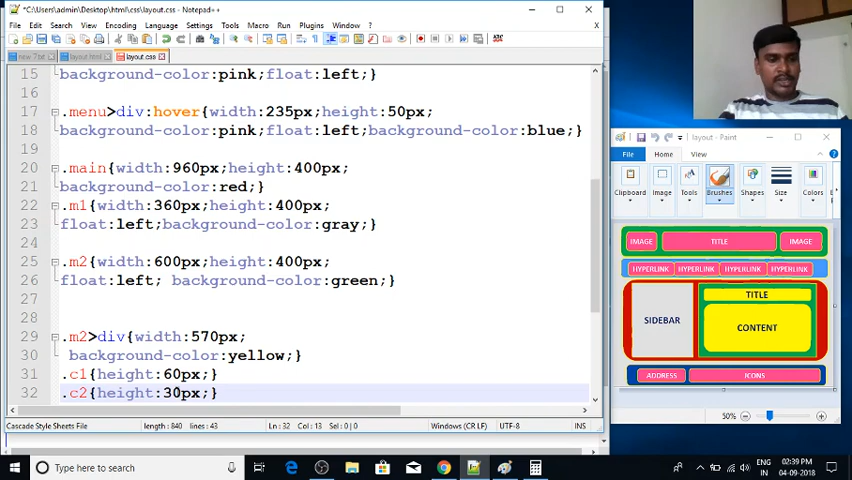 *C:\Users\admin\Desktop\html\css\layout.css - Notepad++
File Edit Search View Encoding Language Settings Tools Macro Run Plugins Window ?
layout.html layout.css
15 background-color:pink;float:left;}
16
17 .menu>div:hover{width:235px;height:50px;
18 background-color:pink;float:left;background-color:blue;}
19
20 .main{width:960px;height:400px;
21 background-color:red;}
22 .m1{width:360px;height:400px;
23 float:left;background-color:gray;}
24
25 .m2{width:600px;height:400px;
26 float:left; background-color:green;}
27
28
29 .m2>div{width:570px;
30 background-color:yellow;}
31 .c1{height:60px;}
32 .c2{height:30px;}
Cascade Style Sheets File length : 840 lines : 43 Ln : 32 Col : 13 Sel : 0 | 0 Windows (CR LF) UTF-8 INS
layout - Paint
File Home View
Clipboard Image Tools Brushes Shapes Size Colors
IMAGE TITLE IMAGE
HYPERLINK HYPERLINK HYPERLINK HYPERLINK
TITLE
SIDEBAR
CONTENT
ADDRESS ICONS
50%
Type here to search
ENG
IN
02:39 PM
04-09-2018